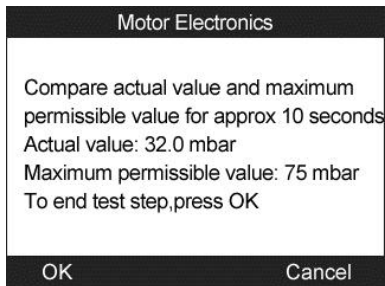 Motor Electronics
Compare actual value and maximum
permissible value for approx 10 seconds
Actual value: 32.0 mbar
Maximum permissible value: 75 mbar
To end test step,press OK
OK Cancel